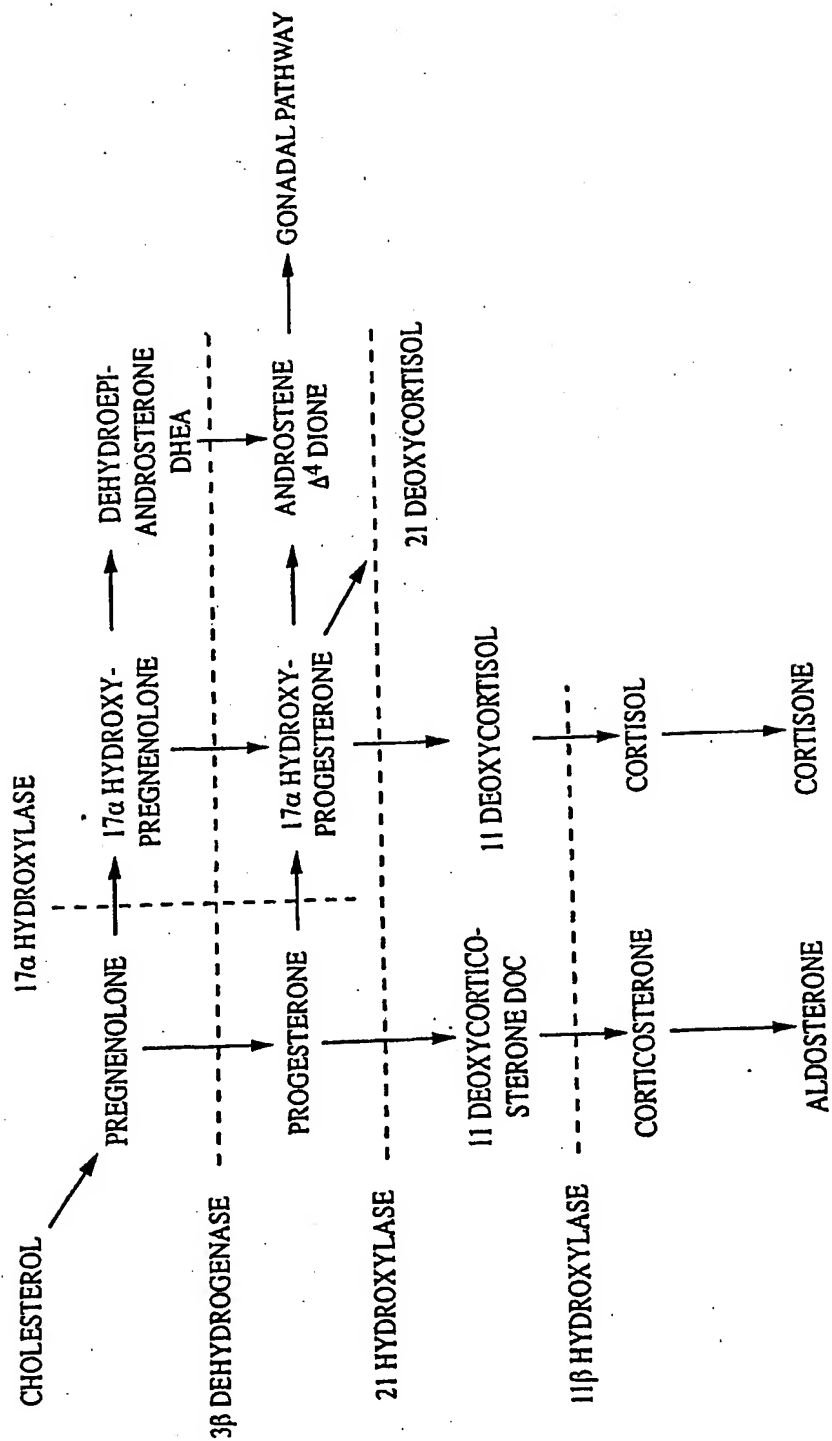 17α HYDROXYLASE
CHOLESTEROL
PREGNENOLONE
17α HYDROXY-
PREGNENOLONE
DEHYDROEPI-
ANDROSTERONE
DHEA
3β DEHYDROGENASE
PROGESTERONE
17α HYDROXY-
PROGESTERONE
ANDROSTENE
Δ⁴ DIONE
GONADAL PATHWAY
21 HYDROXYLASE
21 DEOXYCORTISOL
11 DEOXYCORTICO-
STERONE DOC
11 DEOXYCORTISOL
11β HYDROXYLASE
CORTICOSTERONE
CORTISOL
ALDOSTERONE
CORTISONE